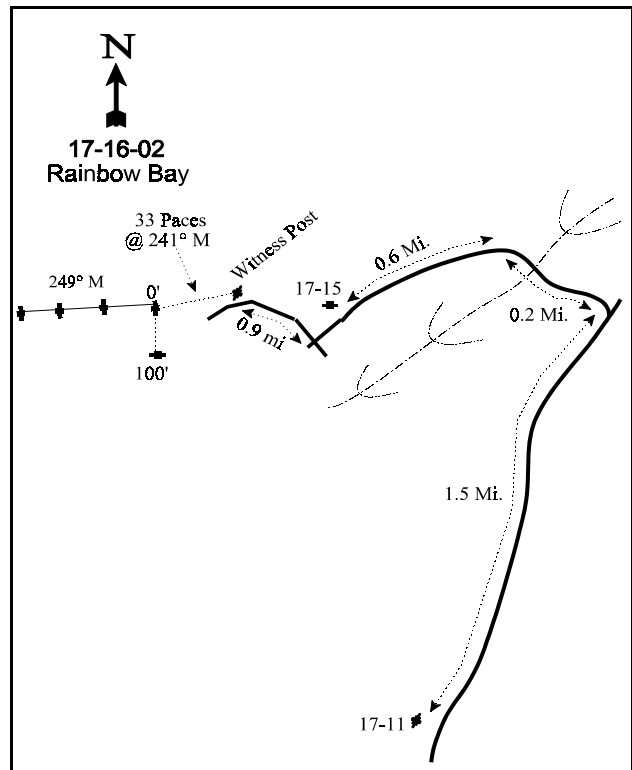 N
17-16-02
Rainbow Bay
33 Paces
@ 241° M
Witness Post
249° M
0'
17-15
0.6 Mi.
0.2 Mi.
0.9 mi
100'
1.5 Mi.
17-11